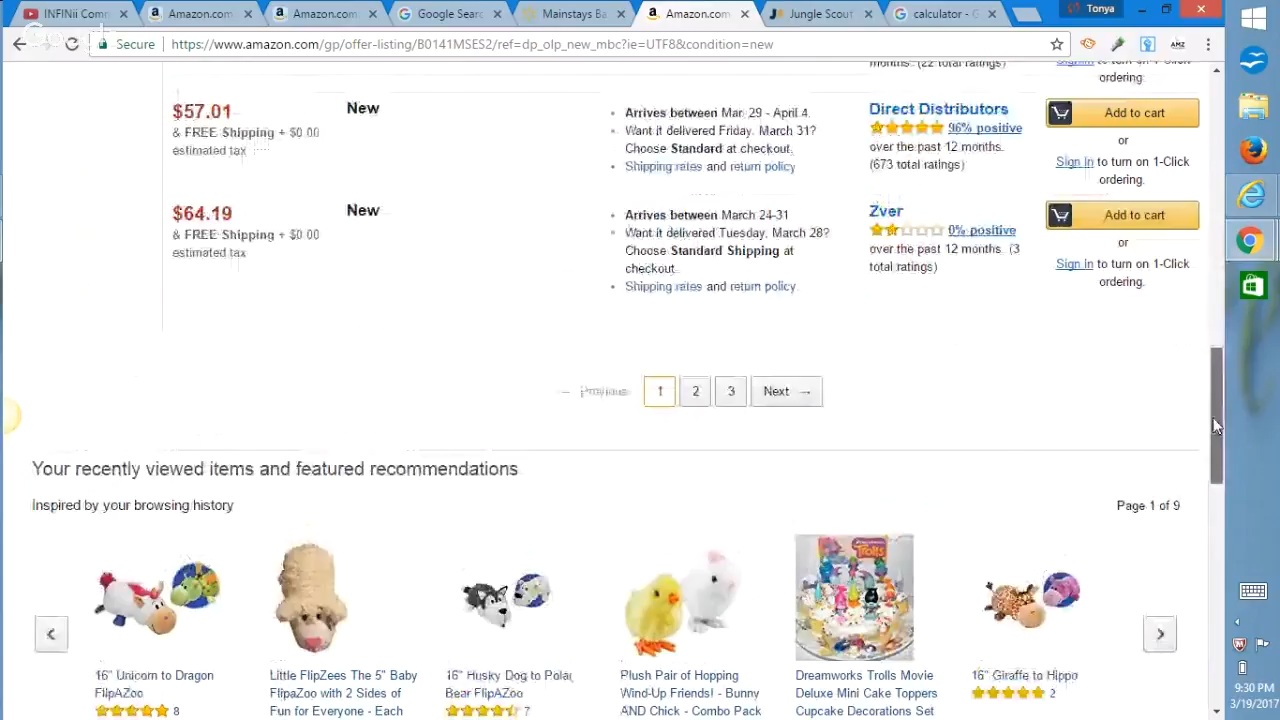 INFINii Com
Amazon.com
Amazon.com
Google Sear
Mainstays Ba
Amazon.com
Jungle Scout
calculator - G
Tonya
Secure
https://www.amazon.com/gp/offer-listing/B0141MSES2/ref=dp_olp_new_mbc?ie=UTF8&condition=new
AMZ
months. (22 total ratings)
Sign in to turn on 1-Click
ordering.
$57.01
& FREE Shipping + $0.00
estimated tax
New
Arrives between Mar 29 - April 4.
Want it delivered Friday, March 31?
Choose Standard at checkout.
Shipping rates and return policy
Direct Distributors
96% positive
over the past 12 months.
(673 total ratings)
Add to cart
or
Sign in to turn on 1-Click
ordering.
$64.19
& FREE Shipping + $0.00
estimated tax
New
Arrives between March 24-31
Want it delivered Tuesday, March 28?
Choose Standard Shipping at
checkout.
Shipping rates and return policy
Zver
0% positive
over the past 12 months. (3
total ratings)
Add to cart
or
Sign in to turn on 1-Click
ordering.
← Previous 1 2 3 Next →
Your recently viewed items and featured recommendations
Inspired by your browsing history
Page 1 of 9
Trolls
16" Unicorn to Dragon
FlipAZoo
8
Little FlipZees The 5" Baby
FlipaZoo with 2 Sides of
Fun for Everyone - Each
16" Husky Dog to Polar
Bear FlipAZoo
7
Plush Pair of Hopping
Wind-Up Friends! - Bunny
AND Chick - Combo Pack
Dreamworks Trolls Movie
Deluxe Mini Cake Toppers
Cupcake Decorations Set
16" Giraffe to Hippo
2
9:30 PM
3/19/2017